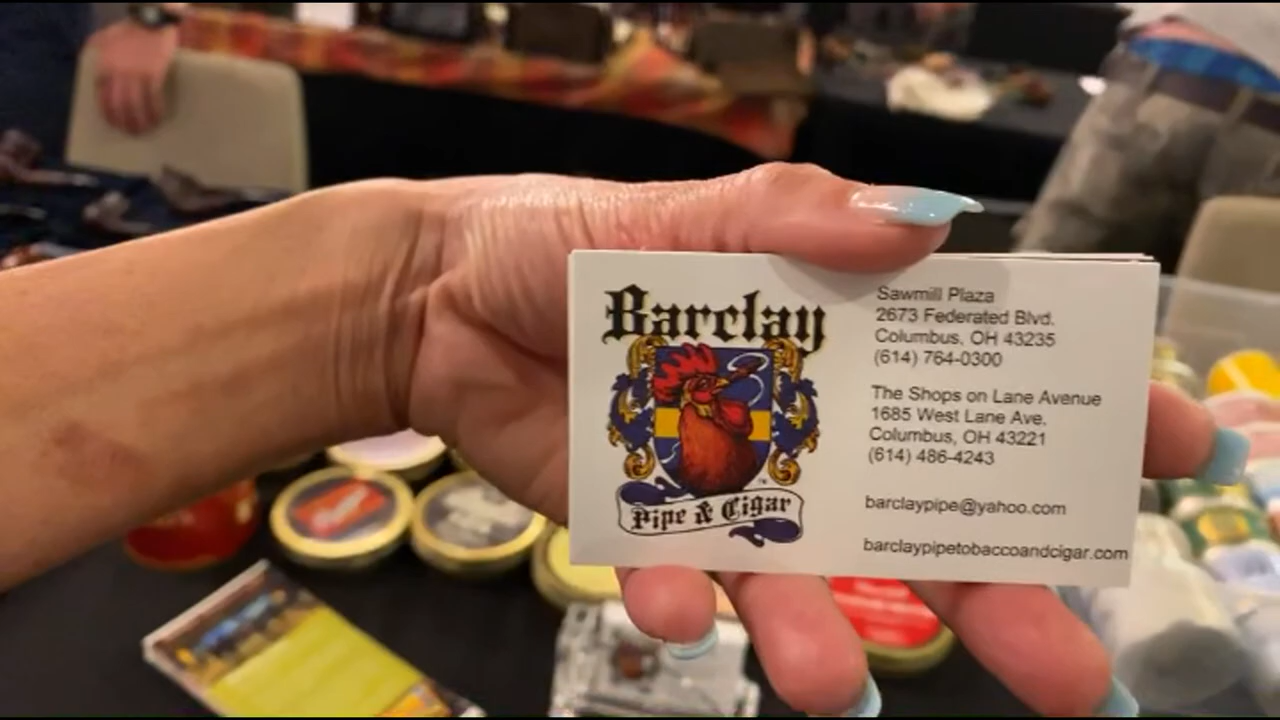 Barclay
Pipe & Cigar
Sawmill Plaza
2673 Federated Blvd.
Columbus, OH 43235
(614) 764-0300
The Shops on Lane Avenue
1685 West Lane Ave.
Columbus, OH 43221
(614) 486-4243
barclaypipe@yahoo.com
barclaypipetobaccoandcigar.com